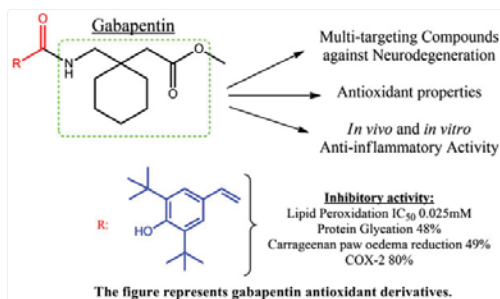 Gabapentin
O
R
N
H
O
O
Multi-targeting Compounds
against Neurodegeneration
Antioxidant properties
In vivo and in vitro
Anti-inflammatory Activity
R:
HO
Inhibitory activity:
Lipid Peroxidation IC50 0.025mM
Protein Glycation 48%
Carrageenan paw oedema reduction 49%
COX-2 80%
The figure represents gabapentin antioxidant derivatives.